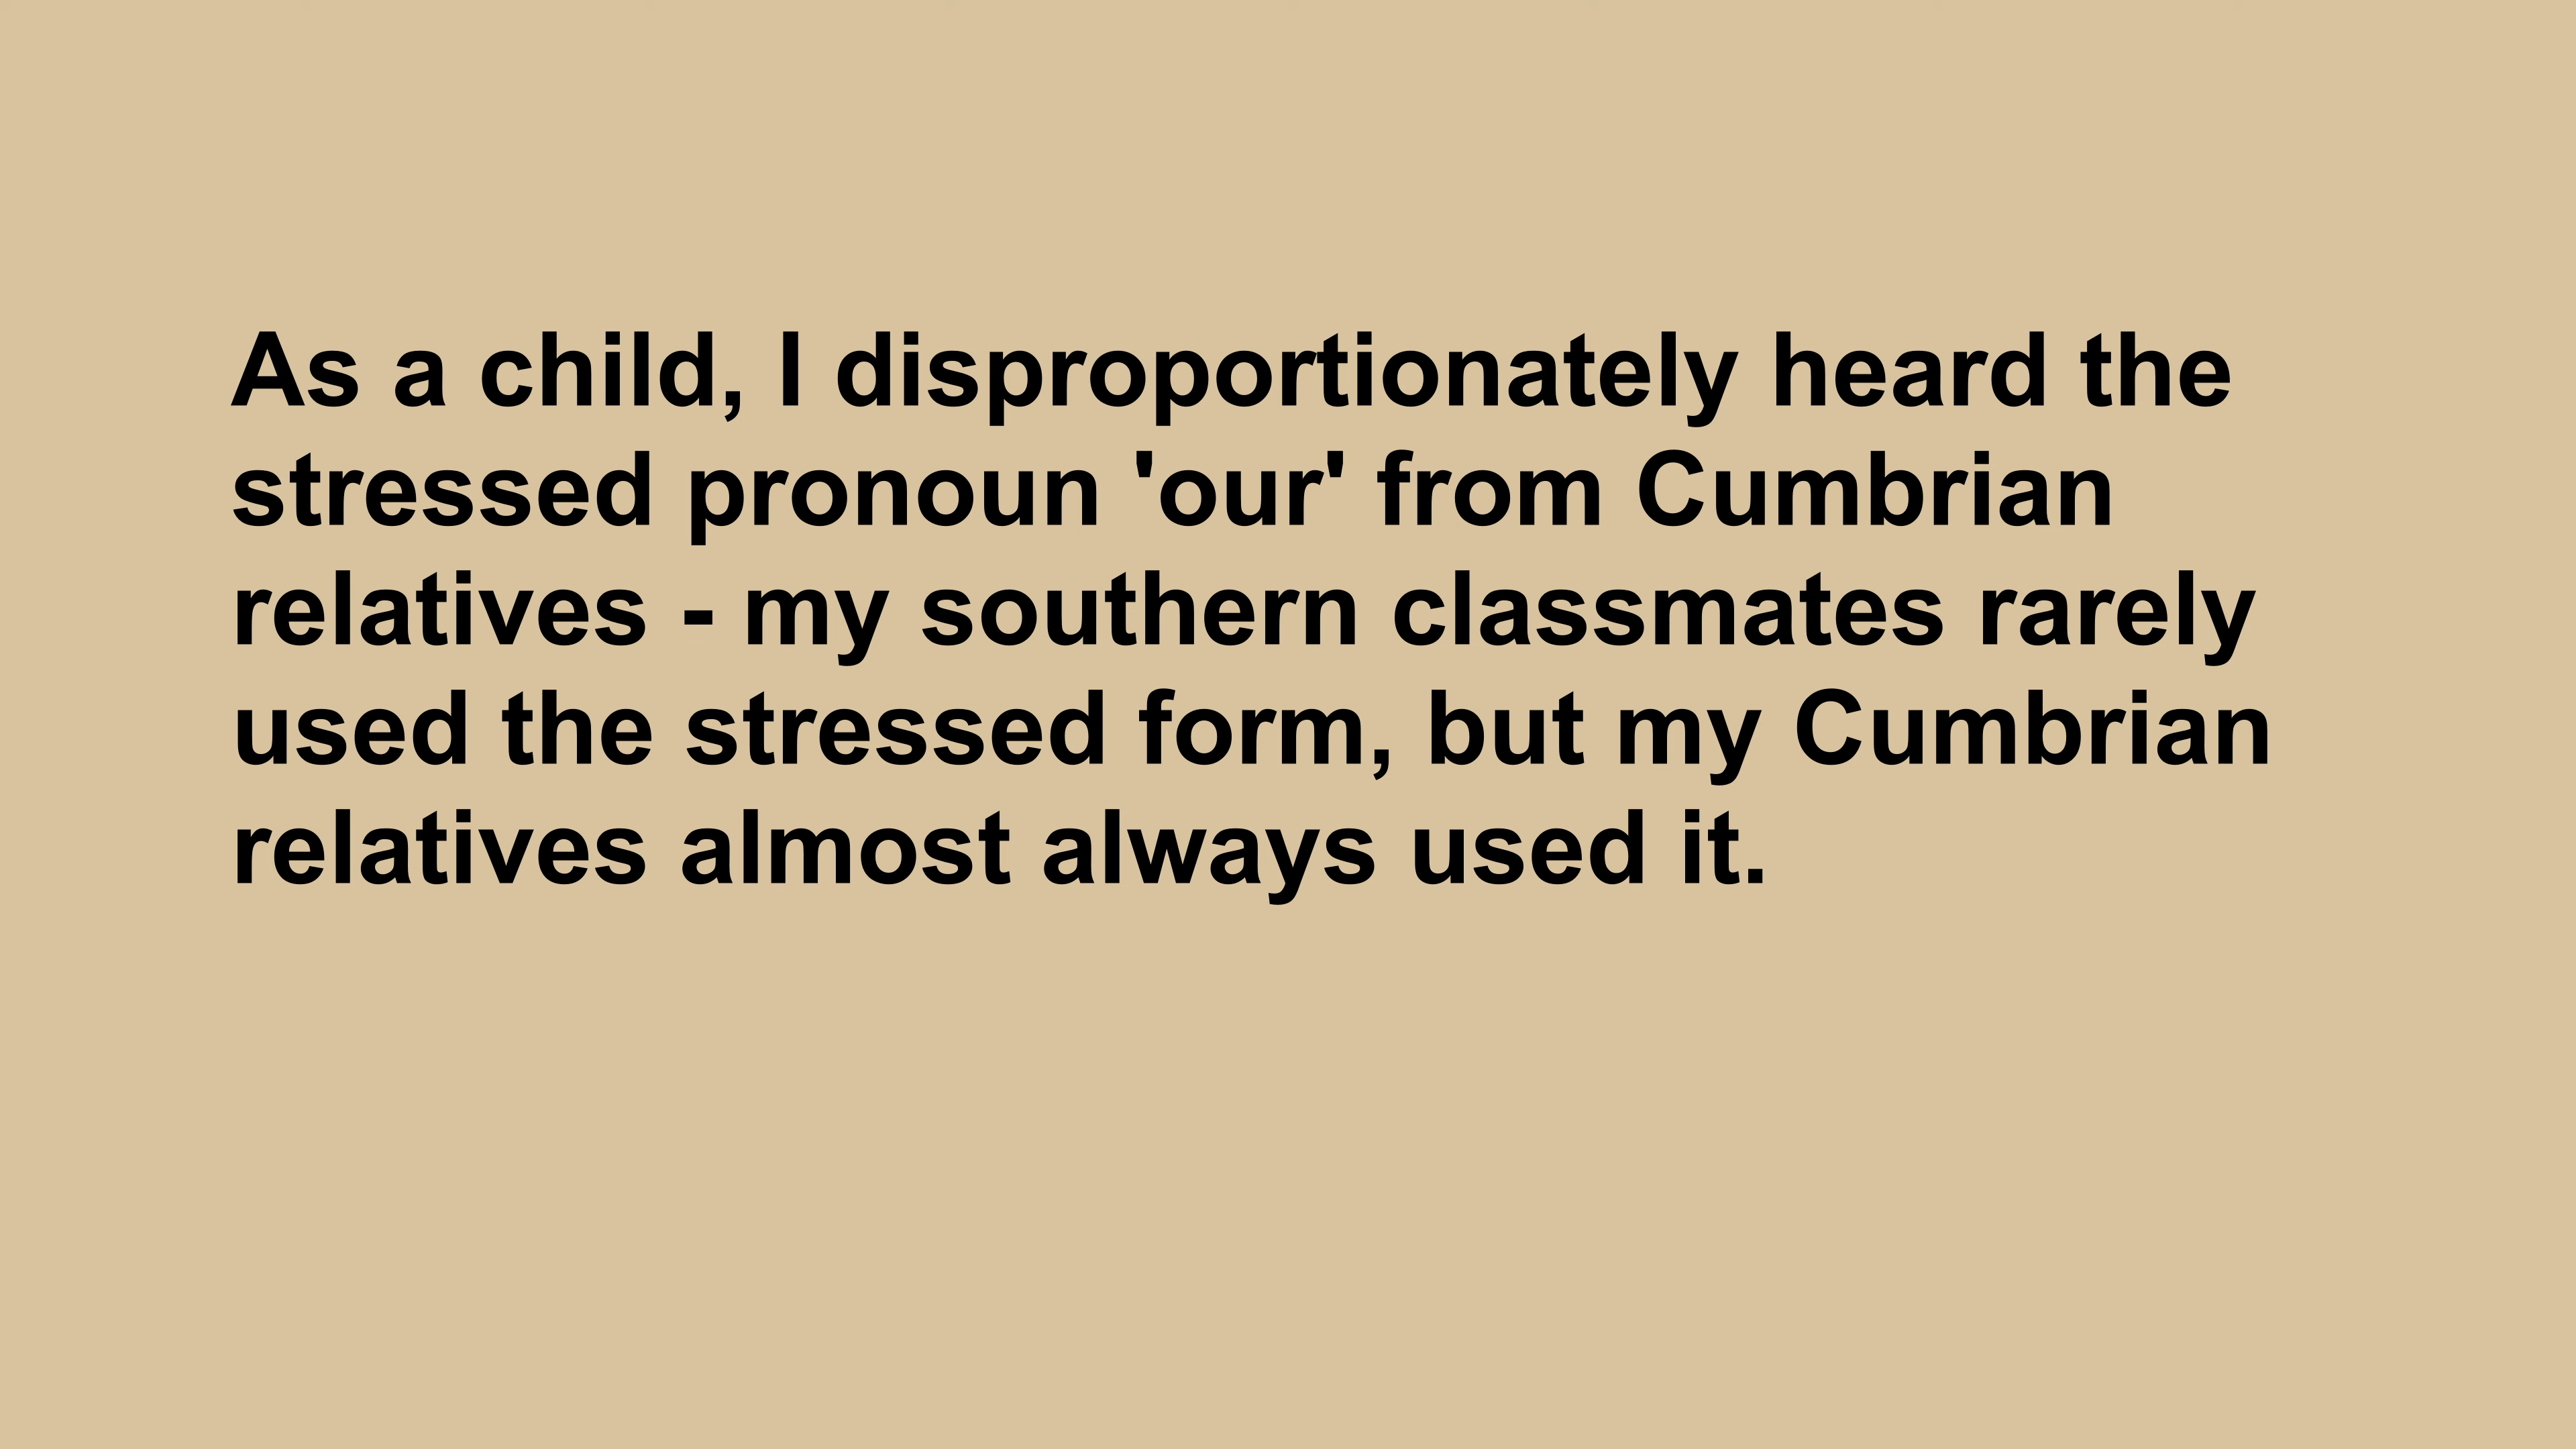 As a child, I disproportionately heard the
stressed pronoun 'our' from Cumbrian
relatives - my southern classmates rarely
used the stressed form, but my Cumbrian
relatives almost always used it.